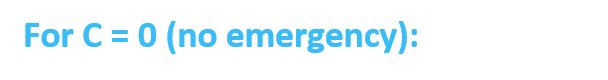 For C = 0 (no emergency):